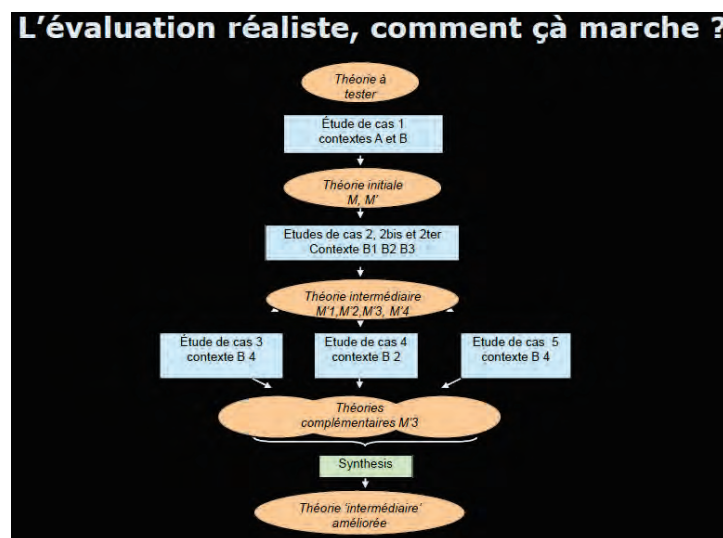 L'évaluation réaliste, comment çà marche ?
Théorie à
tester
Étude de cas 1
contextes A et B
Théorie initiale
M, M'
Etudes de cas 2, 2bis et 2ter
Contexte B1 B2 B3
Théorie intermédiaire
M'1,M'2,M'3, M'4
Étude de cas 3
contexte B 4
Etude de cas 4
contexte B 2
Etude de cas 5
contexte B 4
Théories
complémentaires M'3
Synthesis
Théorie 'intermédiaire'
améliorée